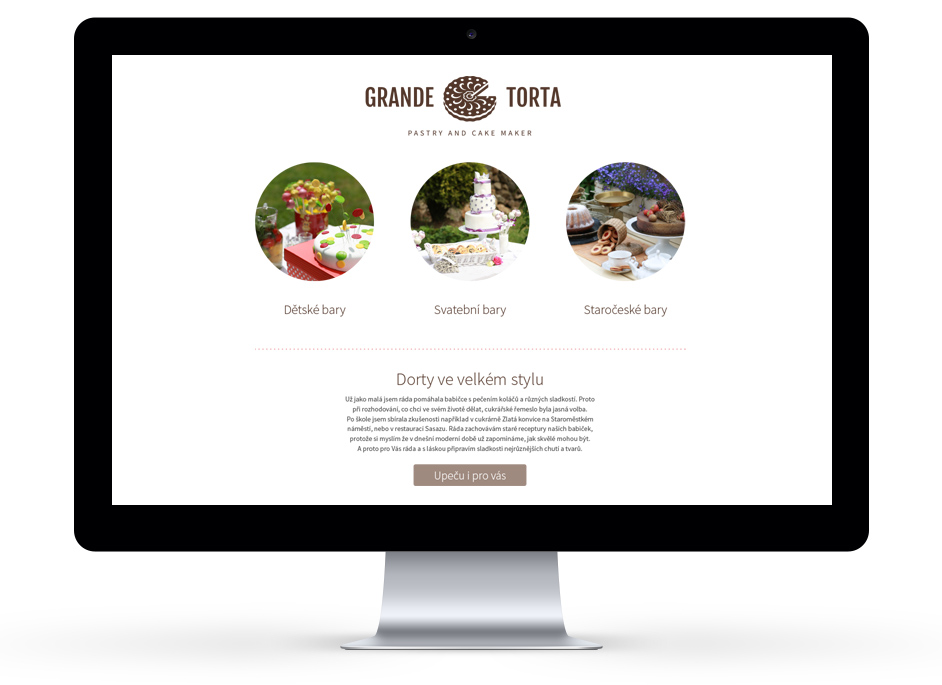 GRANDE TORTA
PASTRY AND CAKE MAKER
Dětské bary
Svatební bary
Staročeské bary
Dorty ve velkém stylu
Už jako malá jsem ráda pomáhala babičce s pečením koláčů a různých sladkostí. Proto
při rozhodování, co chci ve svém životě dělat, cukrářské řemeslo byla jasná volba.
Po škole jsem sbírala zkušenosti například v cukrárně Zlatá konvice na Staroměstkém
náměstí, nebo v restauraci Sasazu. Ráda zachovávám staré receptury našich babiček,
protože si myslím že v dnešní moderní době už zapomínáme, jak skvělé mohou být.
A proto pro Vás ráda a s láskou připravím sladkosti nejrůznějších chutí a tvarů.
Upeču i pro vás